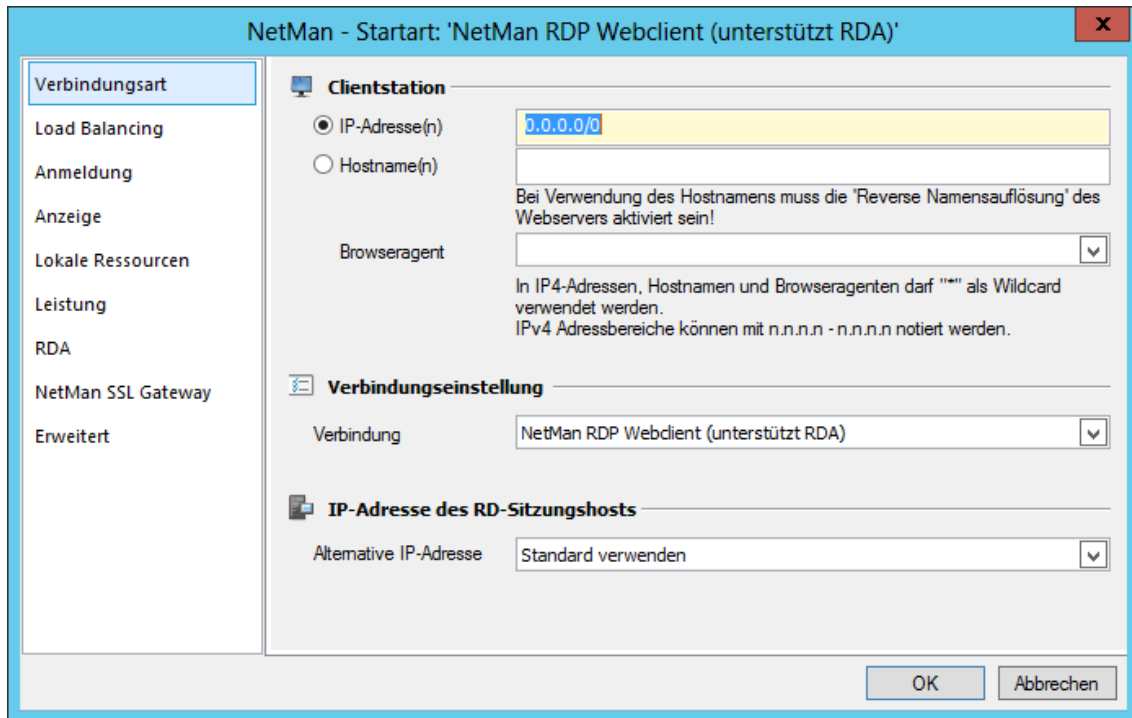 NetMan - Startart: 'NetMan RDP Webclient (unterstützt RDA)'
x
Verbindungsart
Load Balancing
Anmeldung
Anzeige
Lokale Ressourcen
Leistung
RDA
NetMan SSL Gateway
Erweitert
Clientstation
IP-Adresse(n)
0.0.0.0/0
Hostname(n)
Bei Verwendung des Hostnamens muss die 'Reverse Namensauflösung' des
Webservers aktiviert sein!
Browseragent
In IP4-Adressen, Hostnamen und Browseragenten darf "*" als Wildcard
verwendet werden.
IPv4 Adressbereiche können mit n.n.n.n - n.n.n.n notiert werden.
Verbindungseinstellung
Verbindung
NetMan RDP Webclient (unterstützt RDA)
IP-Adresse des RD-Sitzungshosts
Alternative IP-Adresse
Standard verwenden
OK
Abbrechen